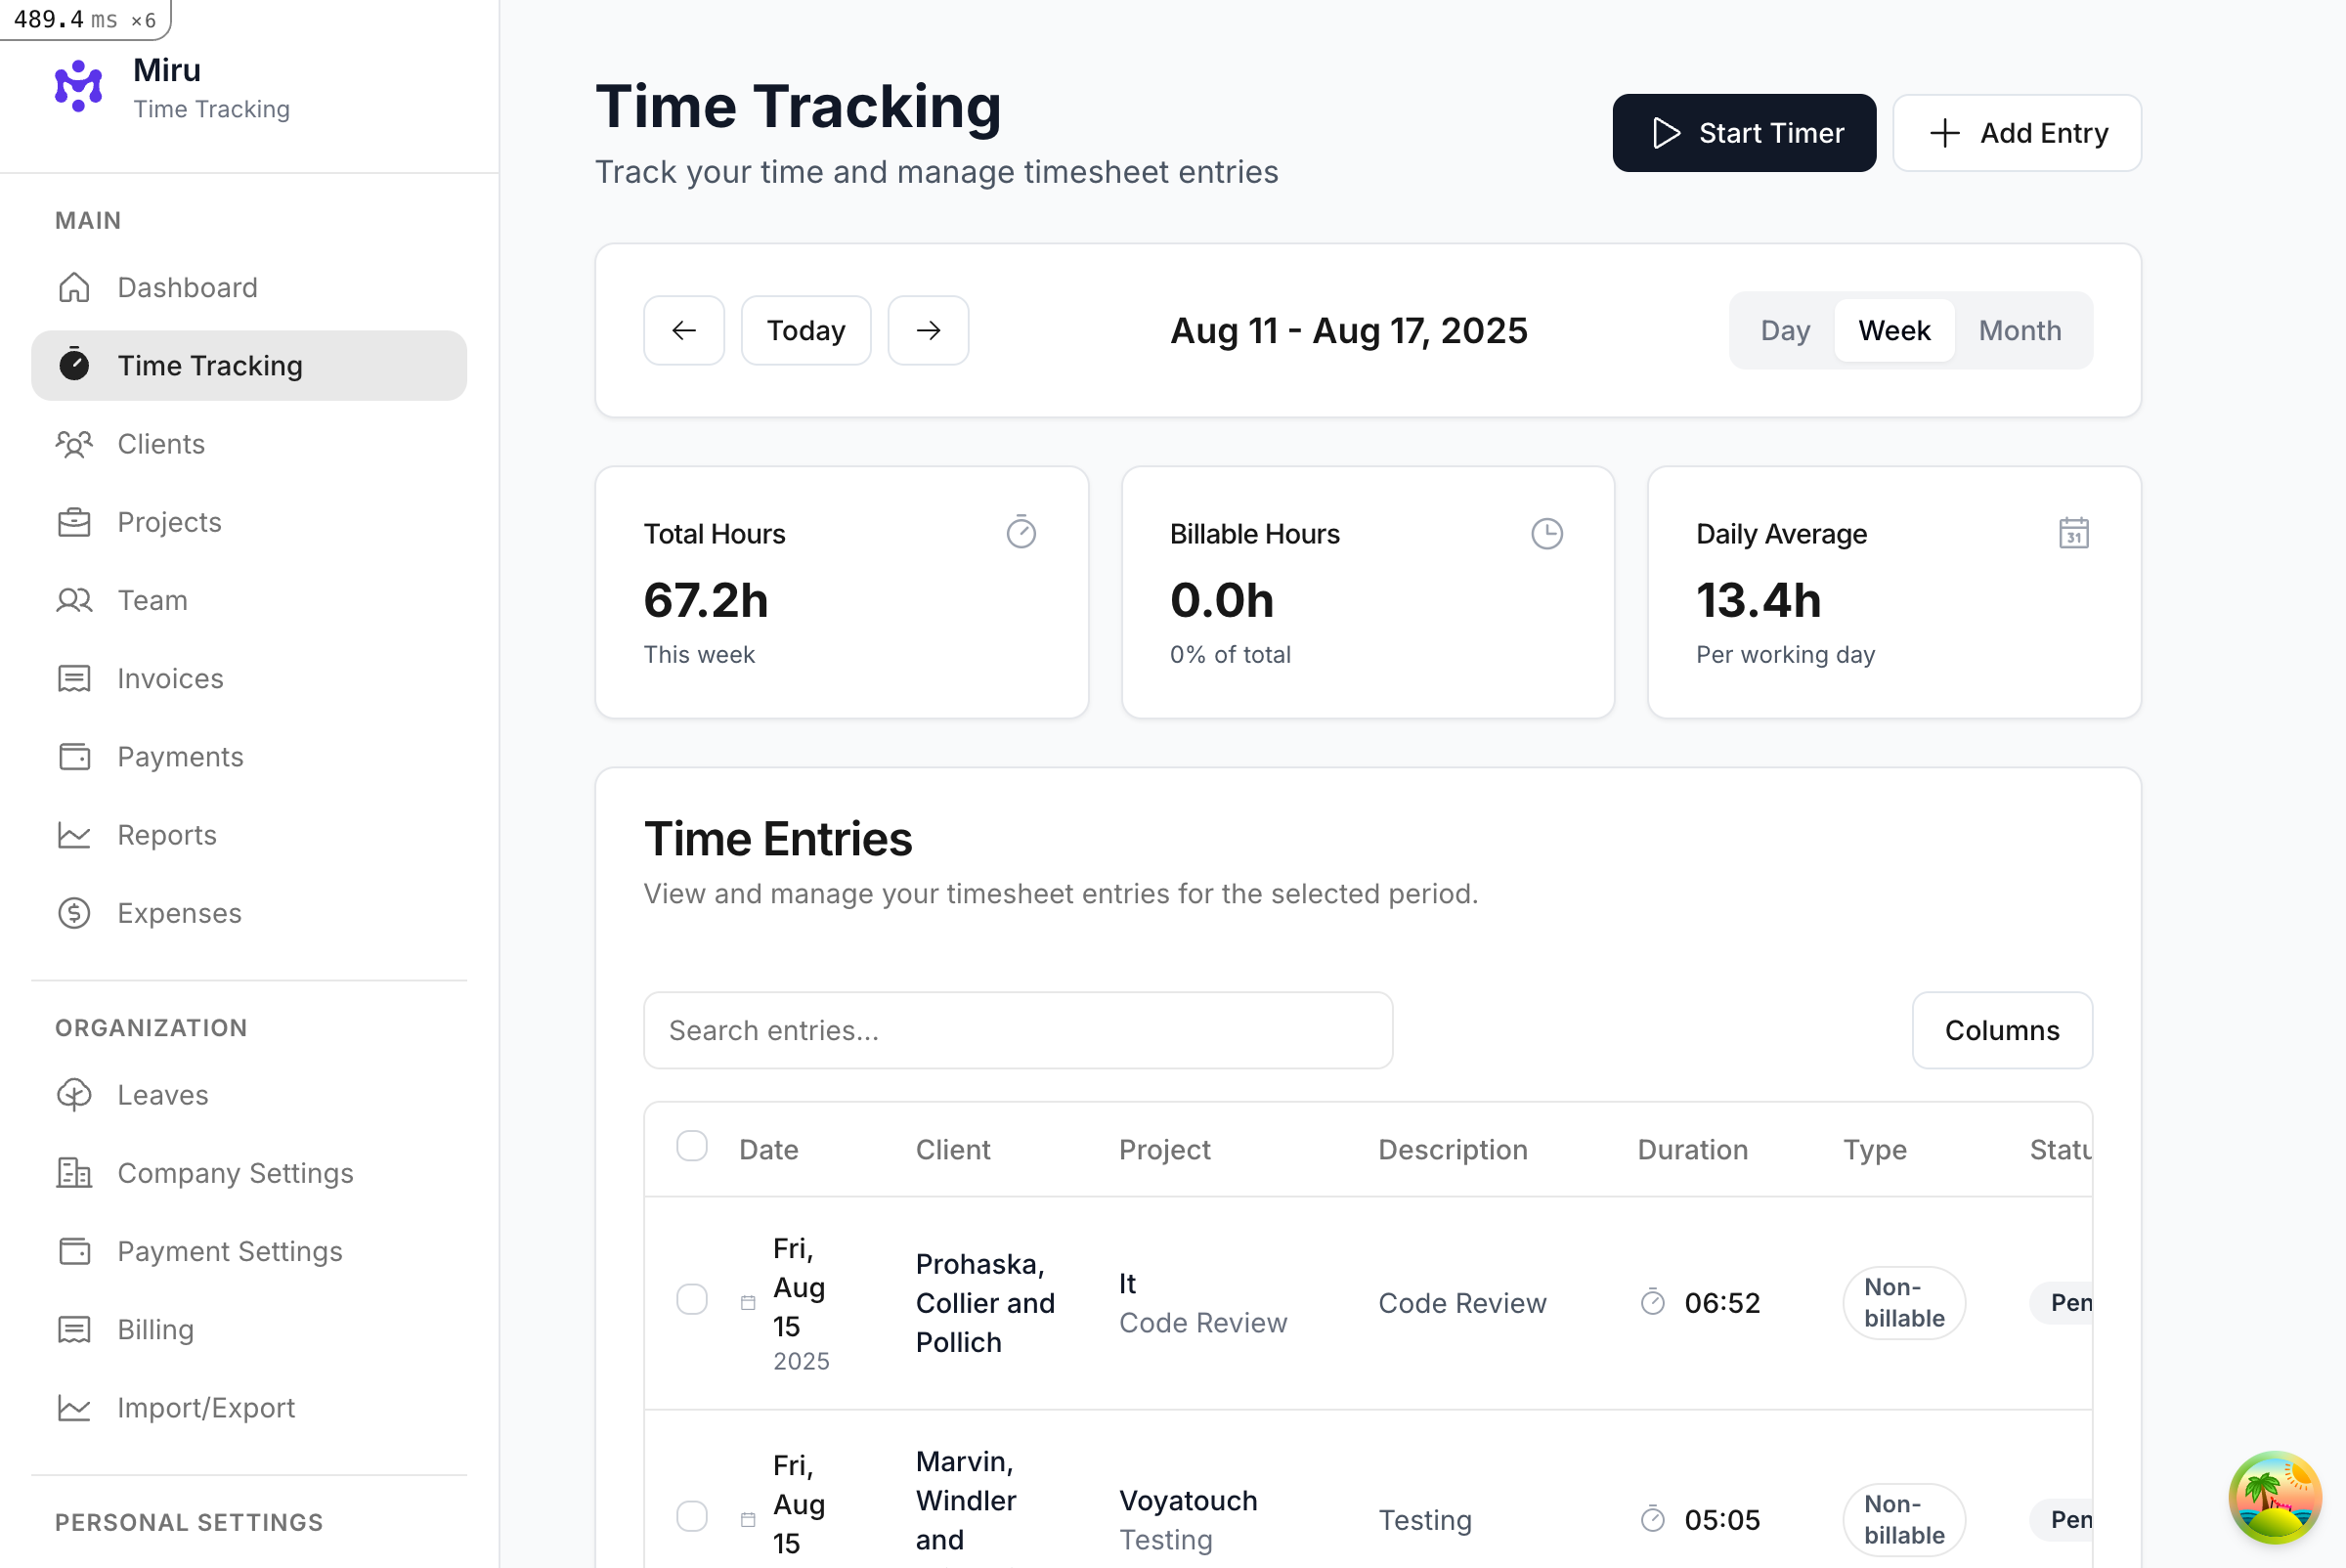 489.4 ms ×6
Miru
Time Tracking
MAIN
Dashboard
Time Tracking
Clients
Projects
Team
Invoices
Payments
Reports
Expenses
ORGANIZATION
Leaves
Company Settings
Payment Settings
Billing
Import/Export
PERSONAL SETTINGS
Time Tracking
Track your time and manage timesheet entries
Start Timer
Add Entry
Today
Aug 11 - Aug 17, 2025
Day Week Month
Total Hours
67.2h
This week
Billable Hours
0.0h
0% of total
Daily Average
31
13.4h
Per working day
Time Entries
View and manage your timesheet entries for the selected period.
Search entries...
Columns
Date Client Project Description Duration Type Statu
Fri,
Aug
15
2025
Prohaska,
Collier and
Pollich
It
Code Review
Code Review
06:52
Non-
billable
Pen
Fri,
Aug
15
Marvin,
Windler
and
Voyatouch
Testing
Testing
05:05
Non-
billable
Pen